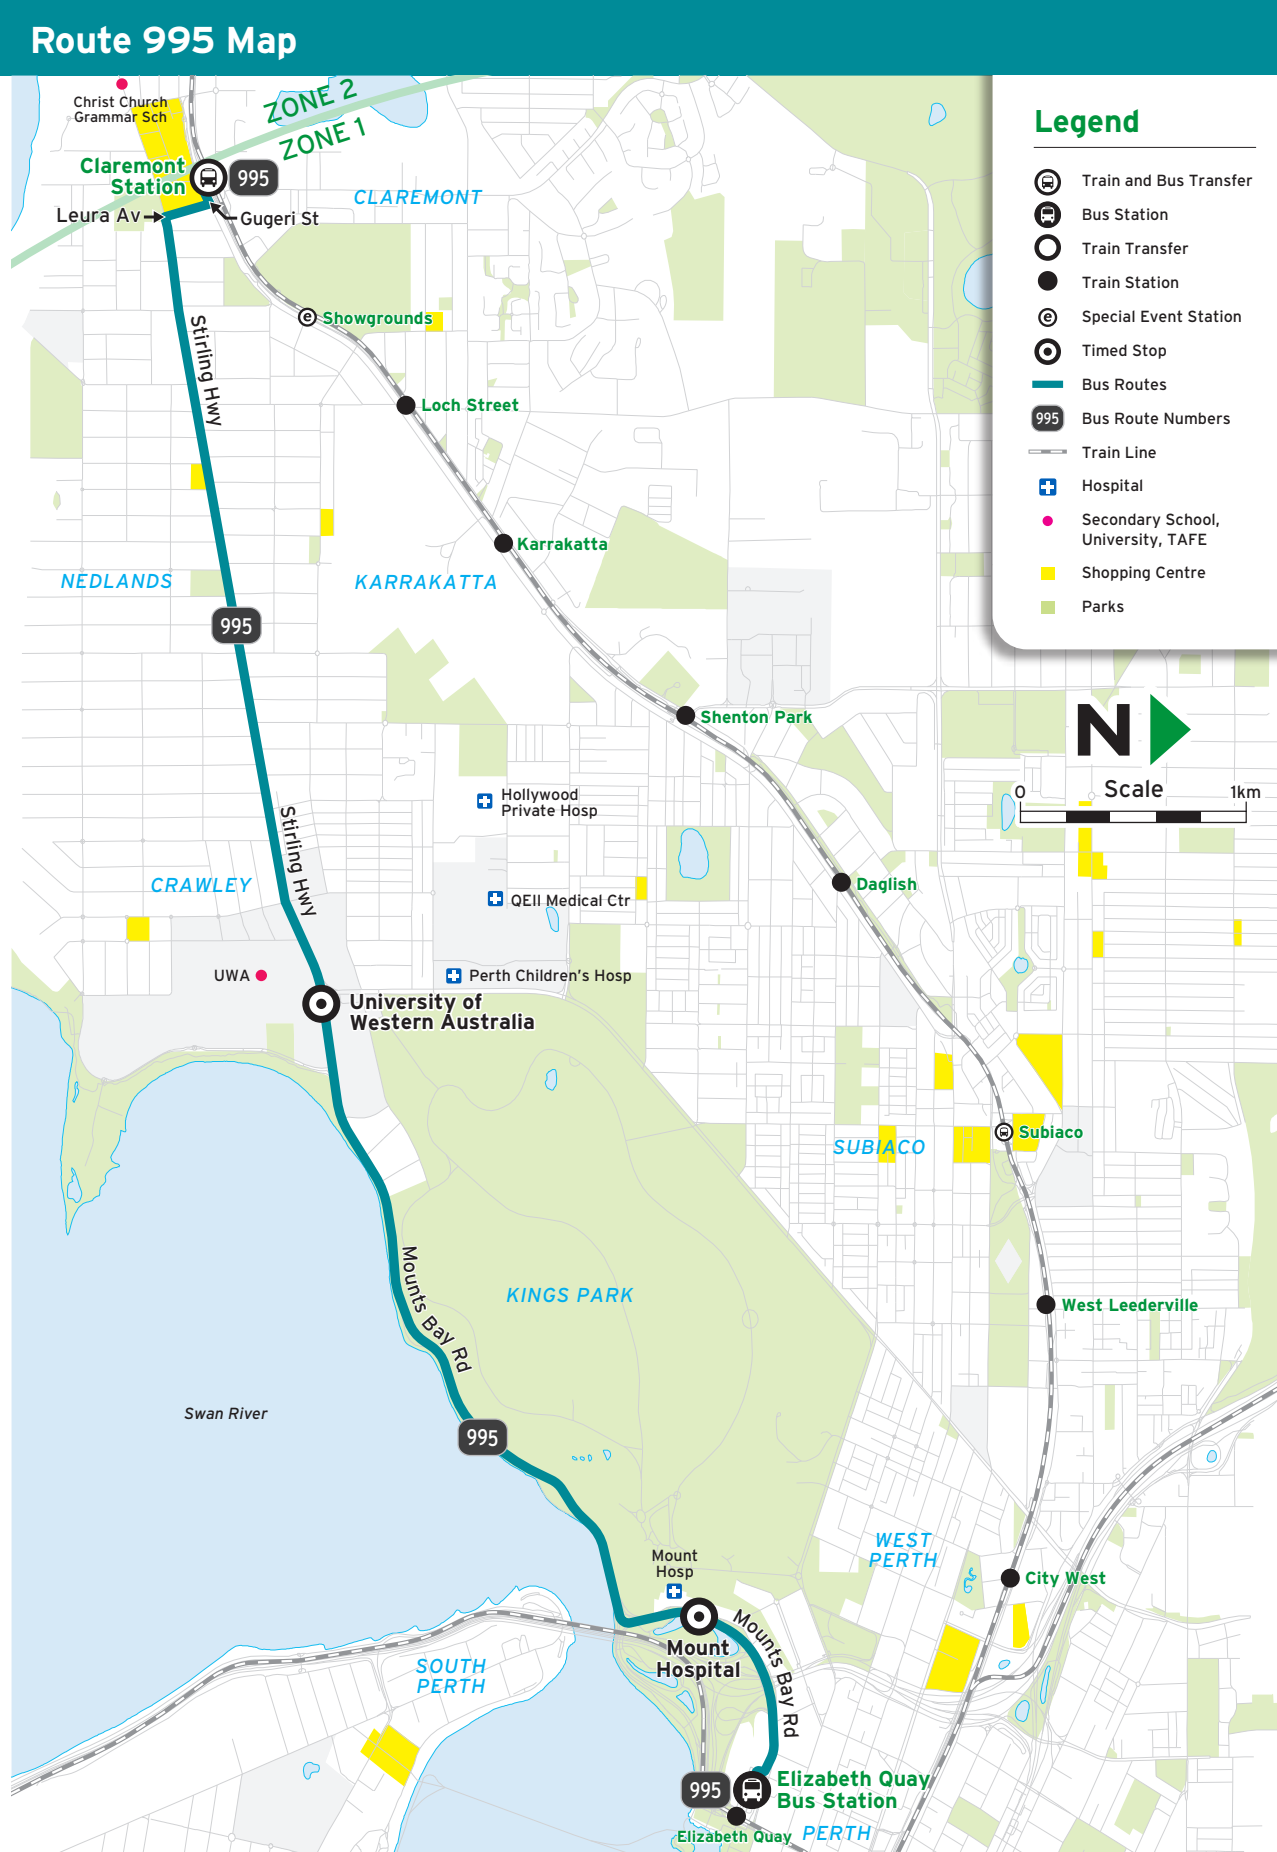 Route 995 Map
Christ Church
Grammar Sch
ZONE 2
ZONE 1
Claremont
Station
995
CLAREMONT
Leura Av
Gugeri St
Showgrounds
Stirling Hwy
Loch Street
Karrakatta
NEDLANDS
KARRAKATTA
995
Shenton Park
Hollywood
Private Hosp
Stirling Hwy
CRAWLEY
QEII Medical Ctr
Daglish
UWA
Perth Children's Hosp
University of
Western Australia
SUBIACO
Subiaco
Mounts Bay Rd
KINGS PARK
West Leederville
Swan River
995
WEST
PERTH
Mount
Hosp
City West
Mounts Bay Rd
Mount
Hospital
SOUTH
PERTH
995
Elizabeth Quay
Bus Station
Elizabeth Quay
PERTH
Legend
Train and Bus Transfer
Bus Station
Train Transfer
Train Station
e
Special Event Station
Timed Stop
Bus Routes
995
Bus Route Numbers
Train Line
Hospital
Secondary School,
University, TAFE
Shopping Centre
Parks
N
0
Scale
1km
e